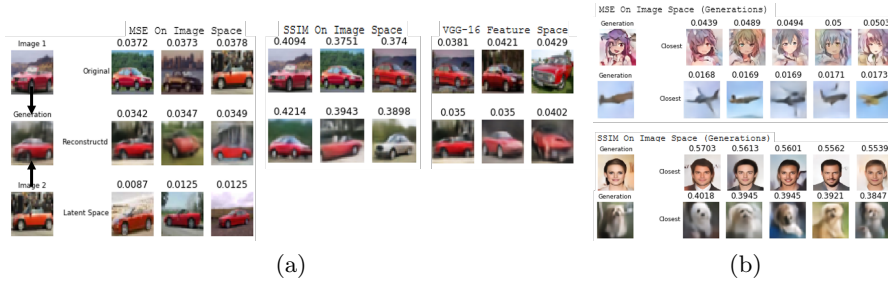 MSE On Image Space
SSIM On Image Space
VGG-16 Feature Space
Image 1
0.0372 0.0373 0.0378
0.4094 0.3751 0.374
0.0381 0.0421 0.0429
Original
Generation
0.0342 0.0347 0.0349
0.4214 0.3943 0.3898
0.035 0.035 0.0402
Reconstructd
Image 2
0.0087 0.0125 0.0125
Latent Space
(a)
MSE On Image Space (Generations)
Generation
0.0439 0.0489 0.0494 0.05 0.0503
Closest
Generation
0.0168 0.0169 0.0169 0.0171 0.0173
Closest
SSIM On Image Space (Generations)
Generation
0.5703 0.5613 0.5601 0.5562 0.5539
Closest
Generation
0.4018 0.3945 0.3945 0.3921 0.3847
Closest
(b)